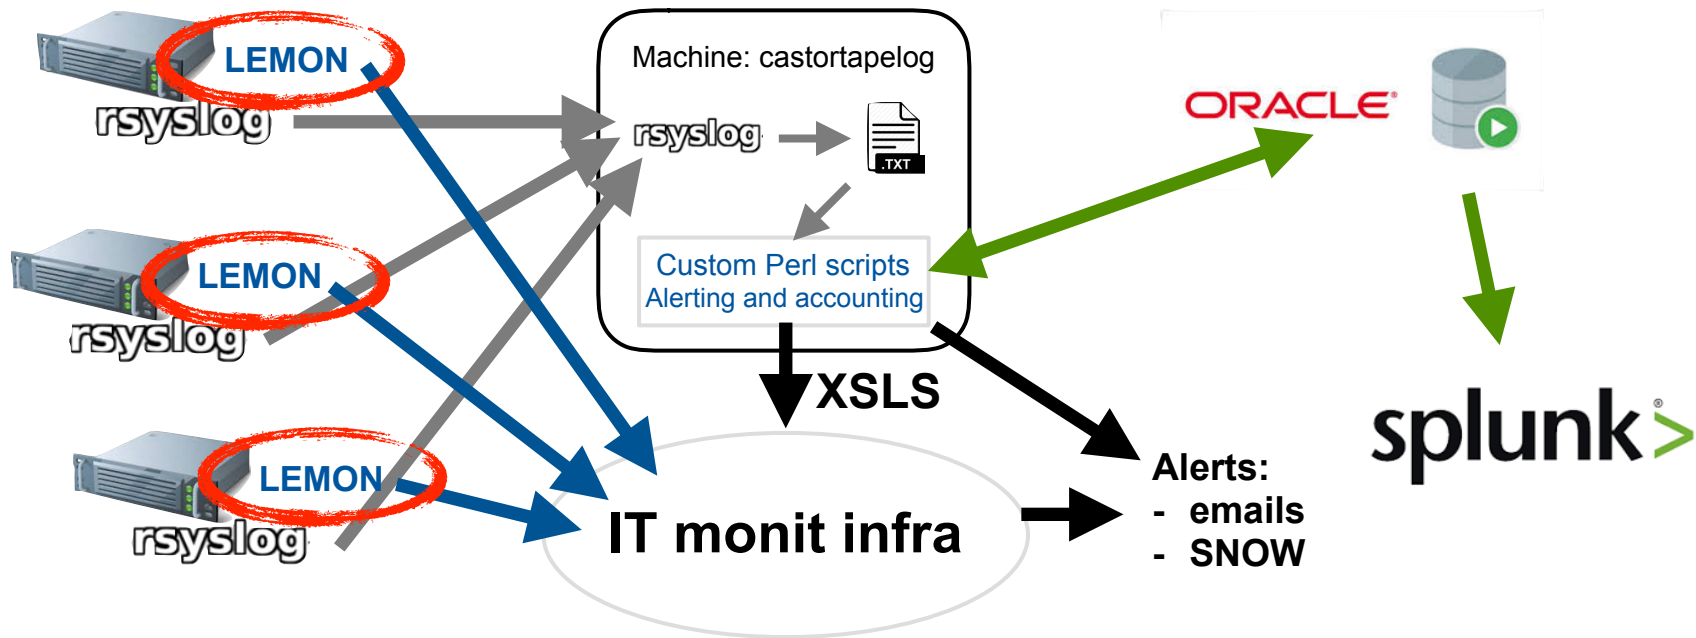 LEMON
rsyslog
LEMON
rsyslog
LEMON
rsyslog
Machine: castortapelog
rsyslog
.TXT
Custom Perl scripts
Alerting and accounting
XSLS
IT monit infra
ORACLE®
splunk>®
Alerts:
- emails
- SNOW